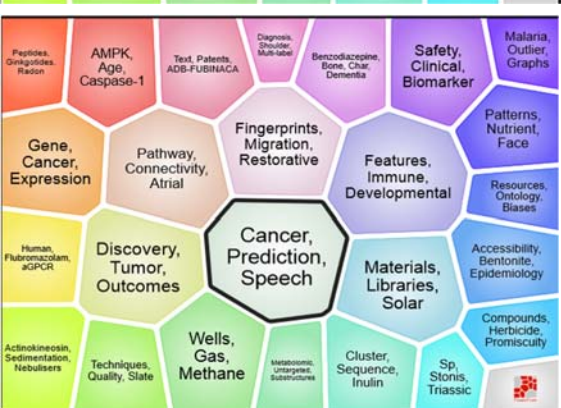 Peptides,
Ginkgotides,
Radon
AMPK,
Age,
Caspase-1
Text, Patents,
ADB-FUBINACA
Diagnosis,
Shoulder,
Multi-label
Benzodiazepine,
Bone, Char,
Dementia
Safety,
Clinical,
Biomarker
Malaria,
Outlier,
Graphs
Gene,
Cancer,
Expression
Pathway,
Connectivity,
Atrial
Fingerprints,
Migration,
Restorative
Features,
Immune,
Developmental
Patterns,
Nutrient,
Face
Resources,
Ontology,
Biases
Human,
Flubromazolam,
aGPCR
Discovery,
Tumor,
Outcomes
Cancer,
Prediction,
Speech
Materials,
Libraries,
Solar
Accessibility,
Bentonite,
Epidemiology
Compounds,
Herbicide,
Promiscuity
Actinokineosin,
Sedimentation,
Nebulisers
Techniques,
Quality, Slate
Wells,
Gas,
Methane
Metabolomic,
Untargeted,
Substructures
Cluster,
Sequence,
Inulin
Sp,
Stonis,
Triassic